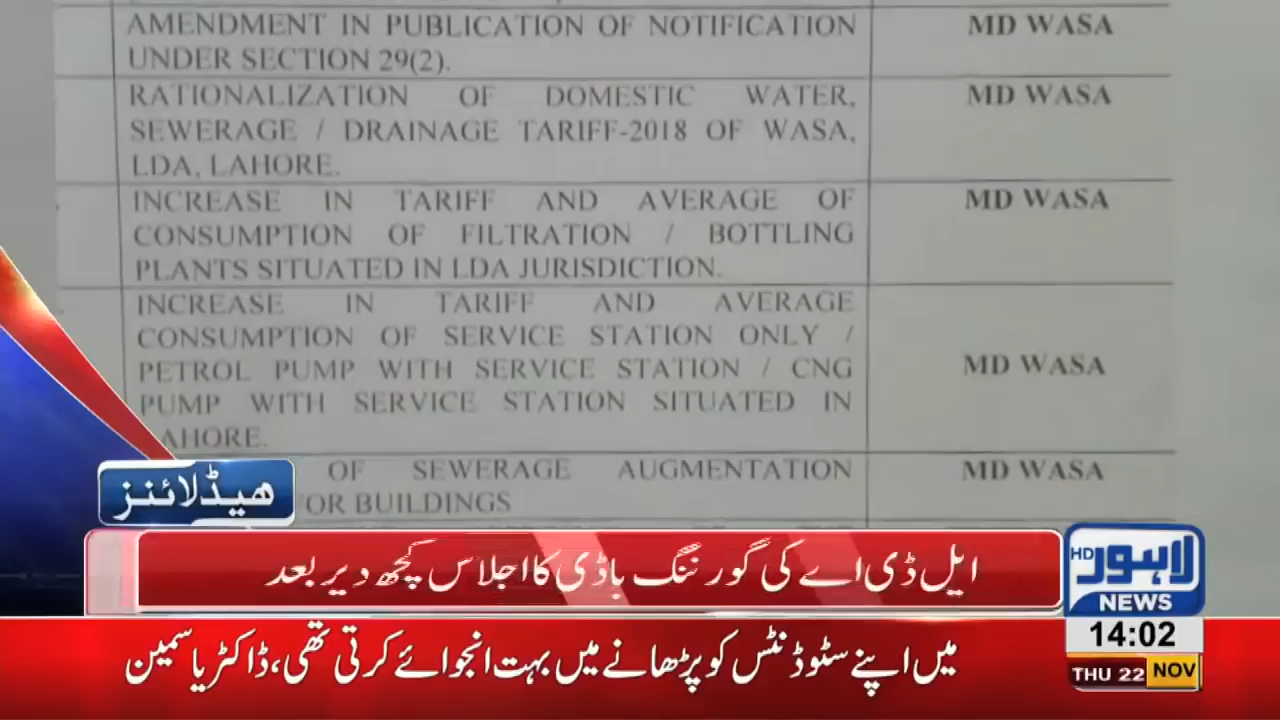 AMENDMENT IN PUBLICATION OF NOTIFICATION
UNDER SECTION 29(2).
MD WASA
RATIONALIZATION OF DOMESTIC WATER,
SEWERAGE / DRAINAGE TARIFF-2018 OF WASA,
LDA, LAHORE.
MD WASA
INCREASE IN TARIFF AND AVERAGE OF
CONSUMPTION OF FILTRATION / BOTTLING
PLANTS SITUATED IN LDA JURISDICTION.
MD WASA
INCREASE IN TARIFF AND AVERAGE
CONSUMPTION OF SERVICE STATION ONLY /
PETROL PUMP WITH SERVICE STATION / CNG
PUMP WITH SERVICE STATION SITUATED IN
AHORE.
MD WASA
OF SEWERAGE AUGMENTATION
OR BUILDINGS
MD WASA
ھیڈلائنز
ایل ڈی اے کی گورننگ باڈی کا اجلاس کچھ دیر بعد
لاہور
HD
NEWS
14:02
THU 22 NOV
میں اپنے سٹوڈنٹس کو پڑھانے میں بہت انجوائے کرتی تھی، ڈاکٹر یاسمین